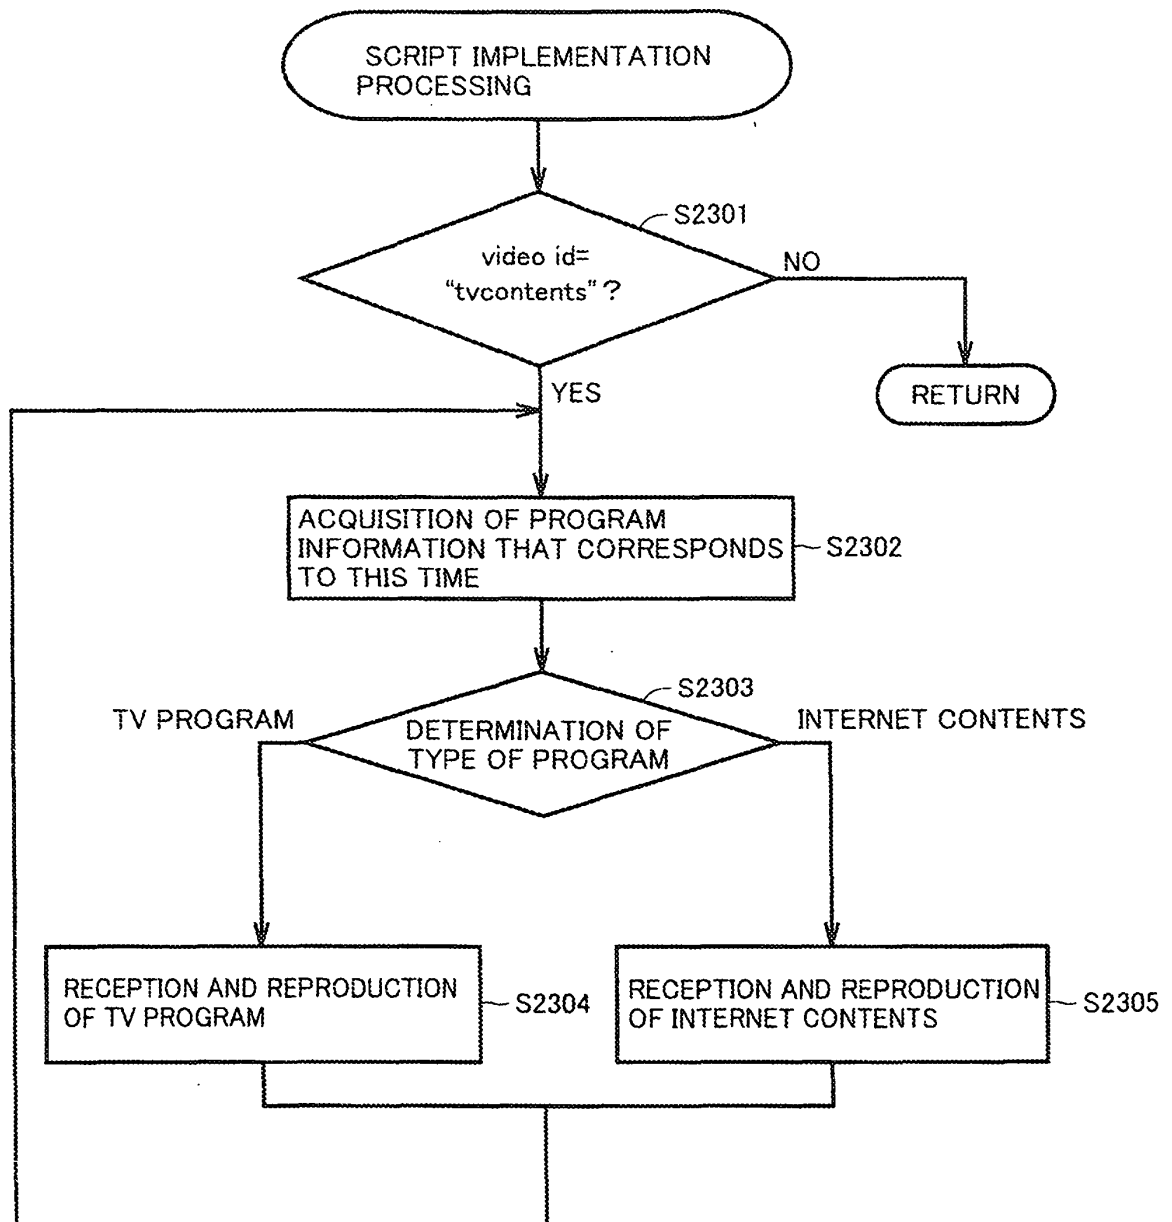 SCRIPT IMPLEMENTATION
PROCESSING
S2301
video id=
“tvcontents”?
NO
YES
RETURN
ACQUISITION OF PROGRAM
INFORMATION THAT CORRESPONDS
TO THIS TIME
S2302
S2303
TV PROGRAM
DETERMINATION OF
TYPE OF PROGRAM
INTERNET CONTENTS
RECEPTION AND REPRODUCTION
OF TV PROGRAM
S2304
RECEPTION AND REPRODUCTION
OF INTERNET CONTENTS
S2305